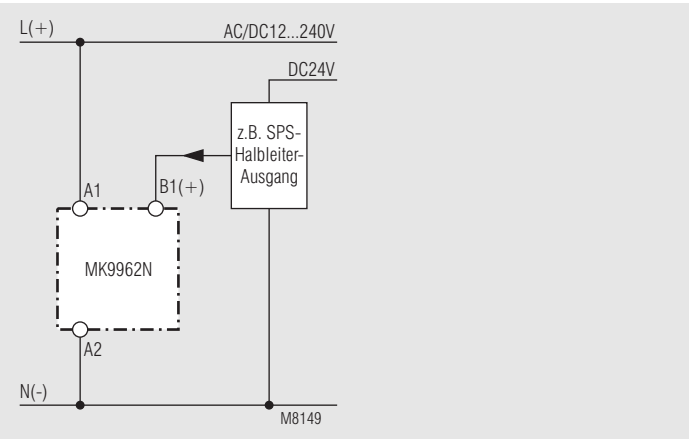 L(+)
AC/DC12...240V
DC24V
z.B. SPS-
Halbleiter-
Ausgang
A1
B1(+)
MK9962N
A2
N(-)
M8149